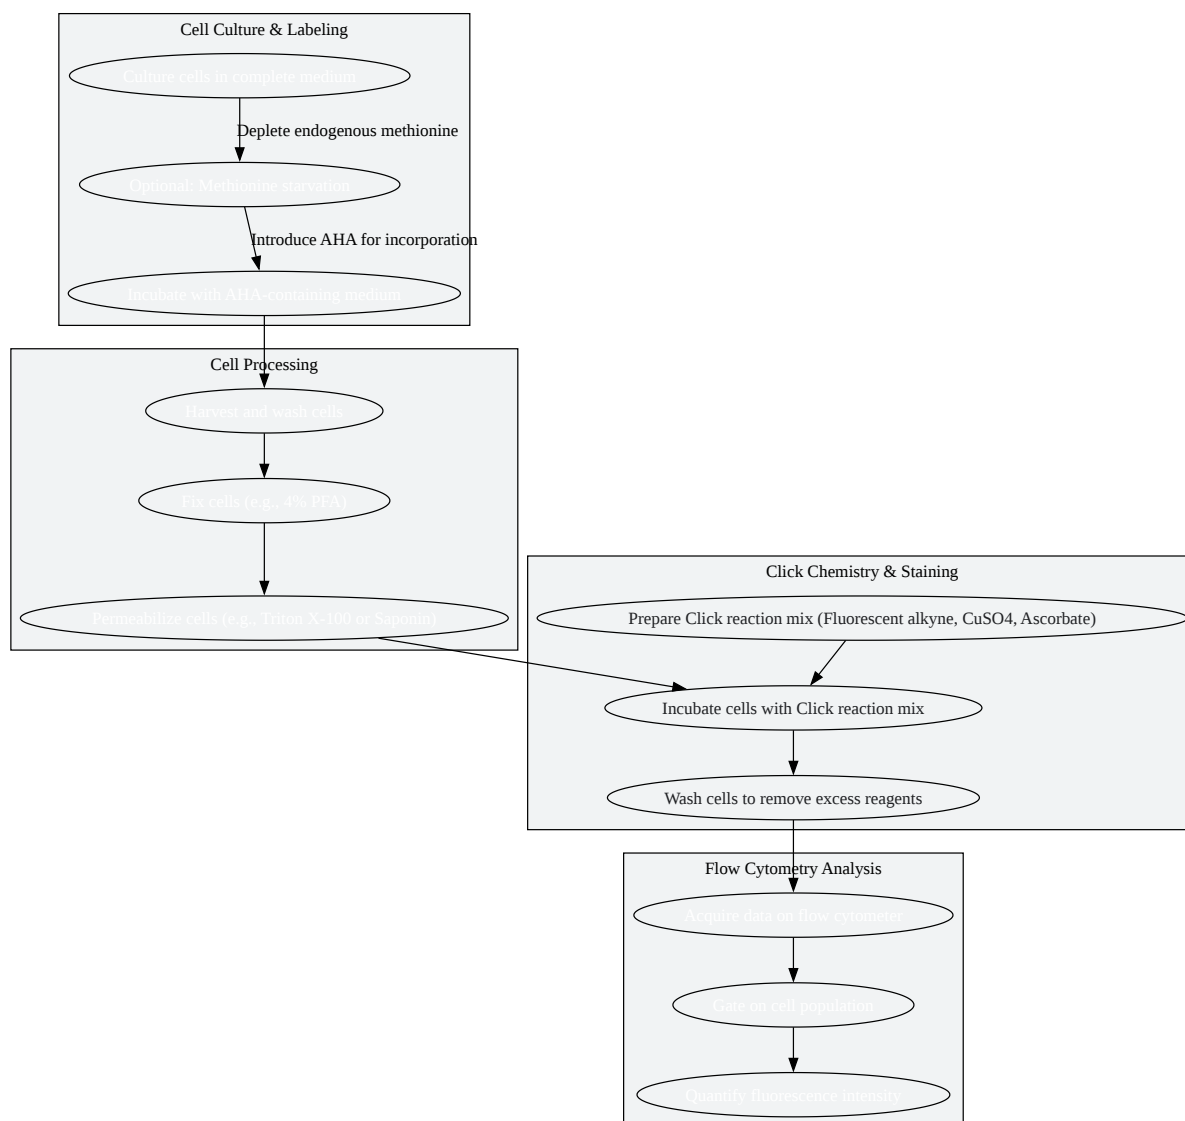 Cell Culture & Labeling
Culture cells in complete medium
Deplete endogenous methionine
Optional: Methionine starvation
Introduce AHA for incorporation
Incubate with AHA-containing medium
Cell Processing
Harvest and wash cells
Fix cells (e.g., 4% PFA)
Permeabilize cells (e.g., Triton X-100 or Saponin)
Click Chemistry & Staining
Prepare Click reaction mix (Fluorescent alkyne, CuSO4, Ascorbate)
Incubate cells with Click reaction mix
Wash cells to remove excess reagents
Flow Cytometry Analysis
Acquire data on flow cytometer
Gate on cell population
Quantify fluorescence intensity